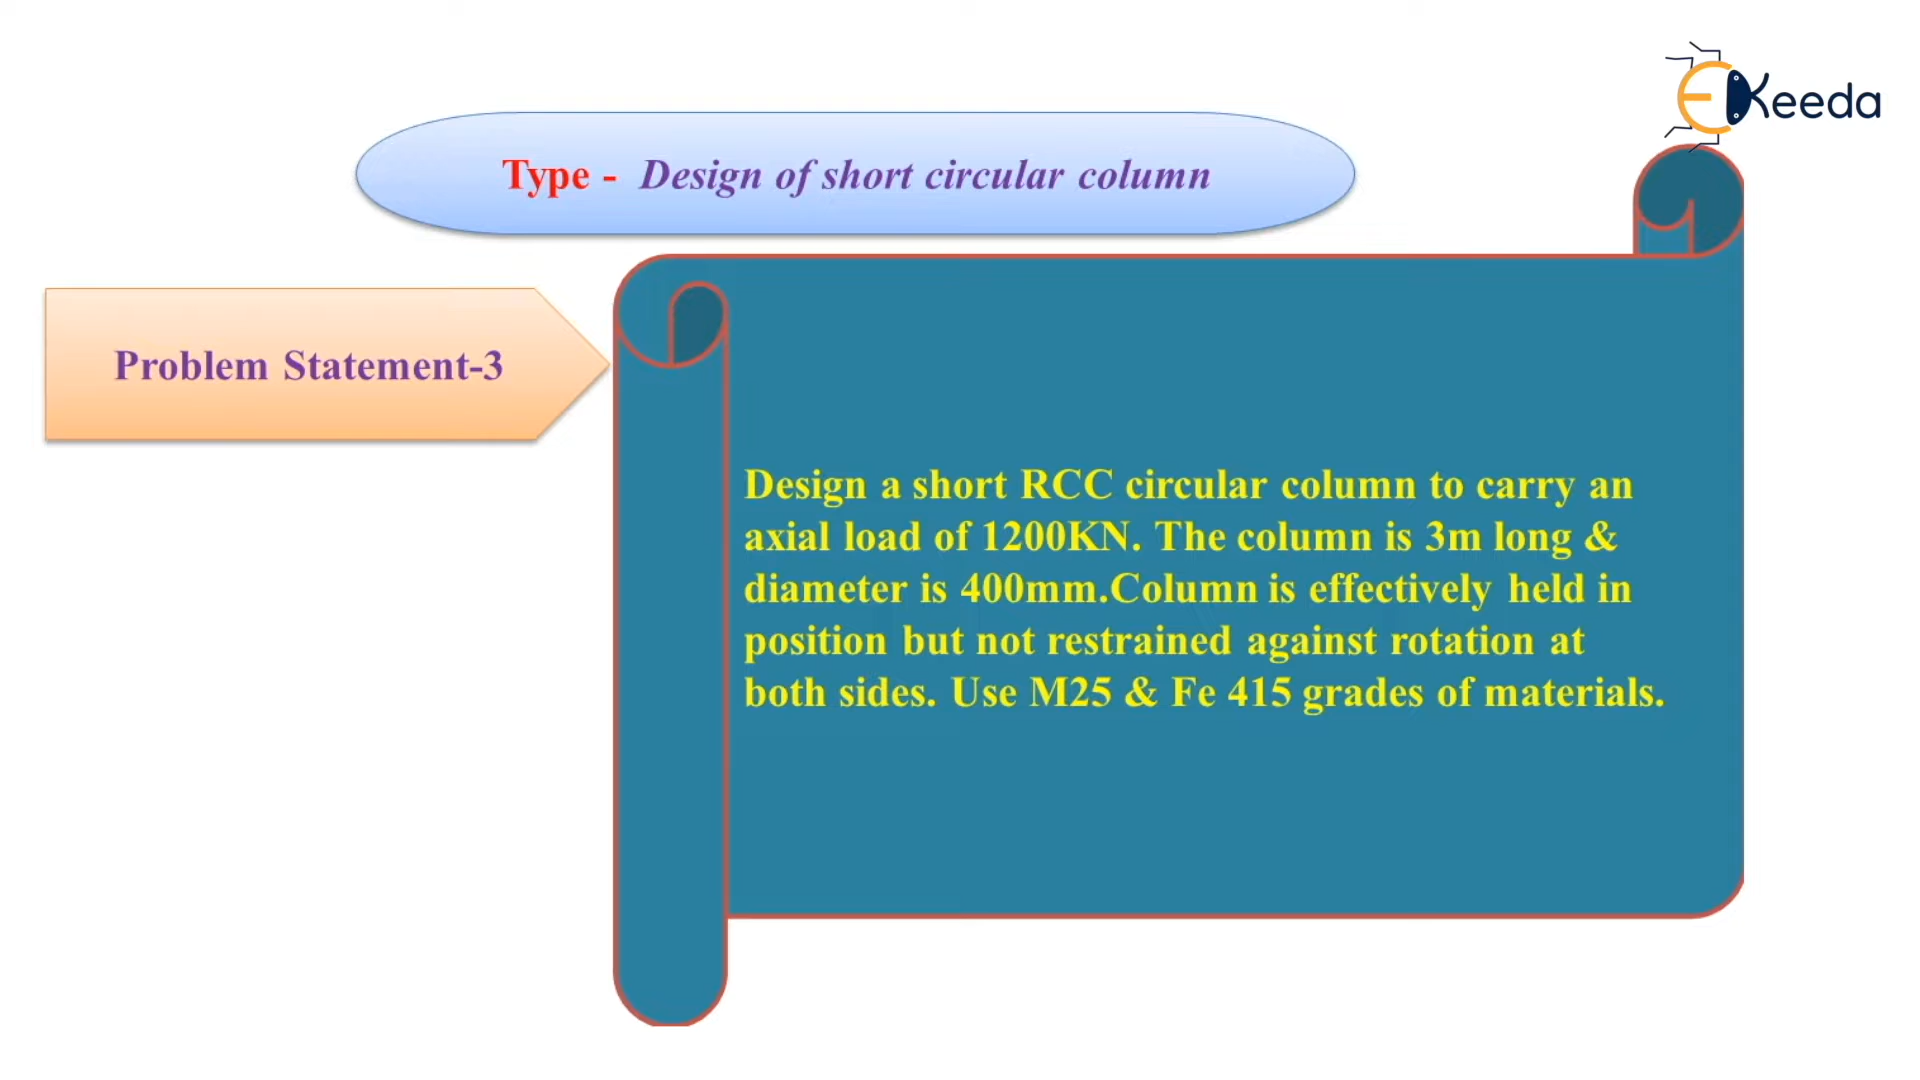 EKeeda
Type - Design of short circular column
Problem Statement-3
Design a short RCC circular column to carry an
axial load of 1200KN. The column is 3m long &
diameter is 400mm.Column is effectively held in
position but not restrained against rotation at
both sides. Use M25 & Fe 415 grades of materials.